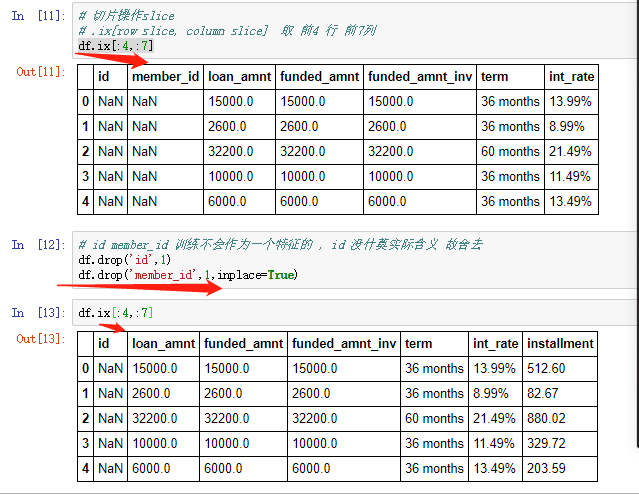 In [11]: # 切片操作slice
# .ix[row slice, column slice] 取 前4 行 前7列
df.ix[:4,:7]
Out[11]:
id member_id loan_amnt funded_amnt funded_amnt_inv term int_rate
0 NaN NaN 15000.0 15000.0 15000.0 36 months 13.99%
1 NaN NaN 2600.0 2600.0 2600.0 36 months 8.99%
2 NaN NaN 32200.0 32200.0 32200.0 60 months 21.49%
3 NaN NaN 10000.0 10000.0 10000.0 36 months 11.49%
4 NaN NaN 6000.0 6000.0 6000.0 36 months 13.49%
In [12]: # id member_id 训练不会作为一个特征的 , id 没什莫实际含义 故舍去
df.drop('id',1)
df.drop('member_id',1,inplace=True)
In [13]: df.ix[:4,:7]
Out[13]:
id loan_amnt funded_amnt funded_amnt_inv term int_rate installment
0 NaN 15000.0 15000.0 15000.0 36 months 13.99% 512.60
1 NaN 2600.0 2600.0 2600.0 36 months 8.99% 82.67
2 NaN 32200.0 32200.0 32200.0 60 months 21.49% 880.02
3 NaN 10000.0 10000.0 10000.0 36 months 11.49% 329.72
4 NaN 6000.0 6000.0 6000.0 36 months 13.49% 203.59